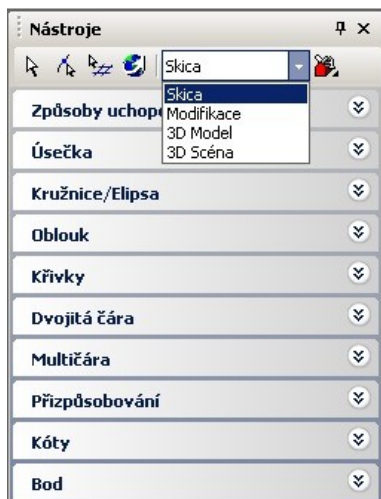 Nástroje
Skica
Skica
Modifikace
3D Model
3D Scéna
Způsoby uchop
Úsečka
Kružnice/Elipsa
Oblouk
Křivky
Dvojitá čára
Multičára
Přizpůsobování
Kóty
Bod